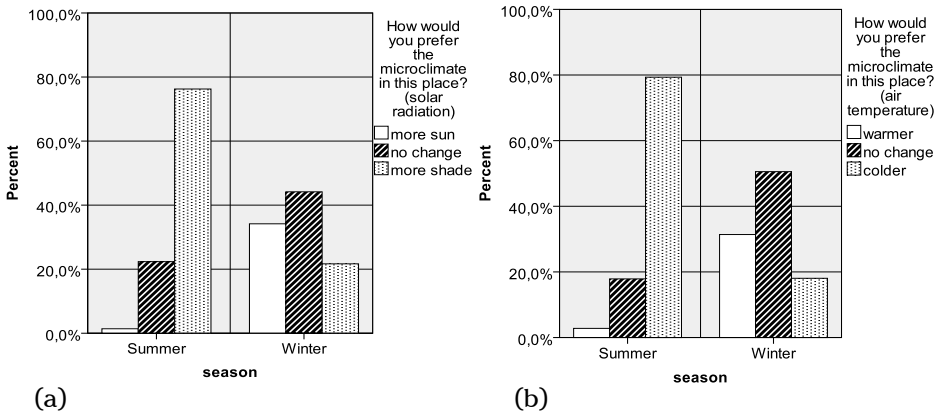 100,0%
80,0%
60,0%
40,0%
20,0%
0,0%
Percent
Summer
Winter
season
How would
you prefer
the
microclimate
in this place?
(solar
radiation)
more sun
no change
more shade
(a)
100,0%
80,0%
60,0%
40,0%
20,0%
0,0%
Percent
Summer
Winter
season
How would
you prefer
the
microclimate
in this place?
(air
temperature)
warmer
no change
colder
(b)